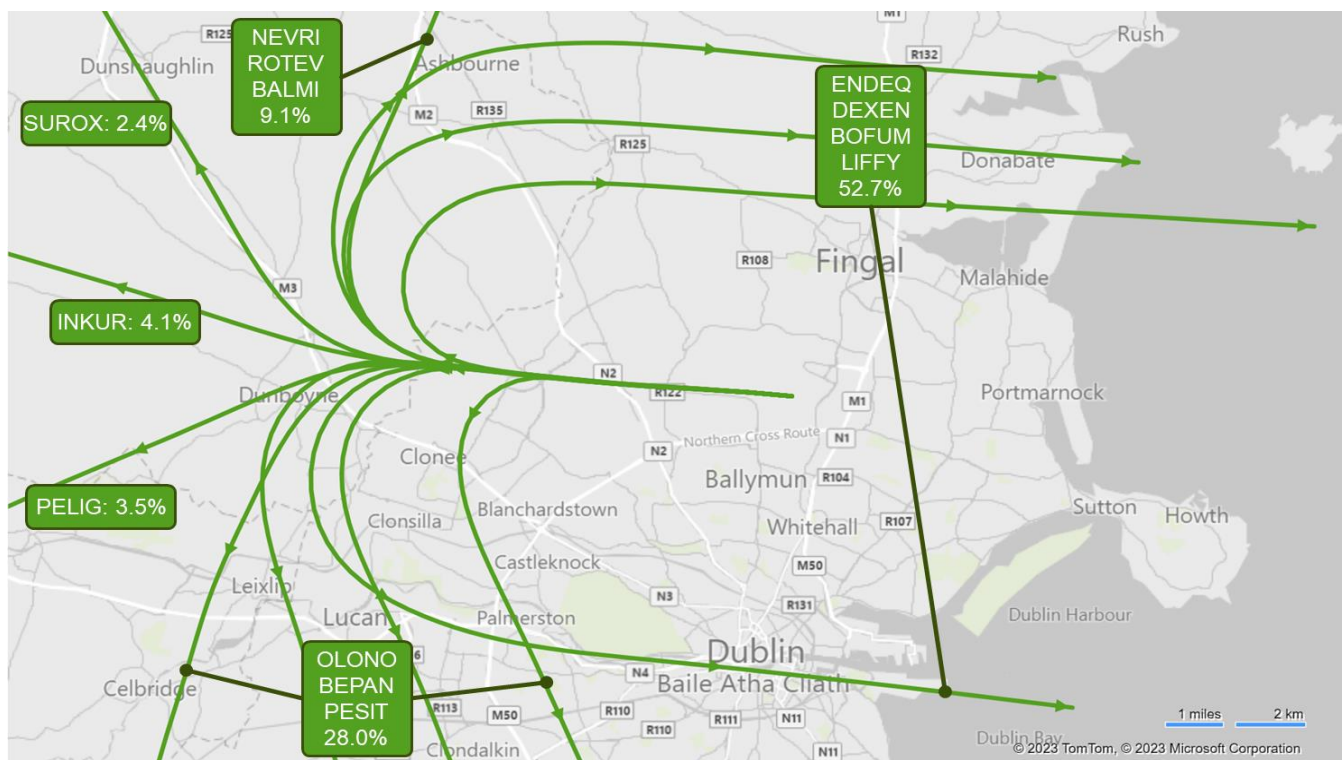 M1
R125
NEVRI
ROTEV
BALMI
9.1%
Rush
Dunshaughlin
Ashbourne
R132
ENDEQ
DEXEN
BOFUM
LIFFY
52.7%
SUROX: 2.4%
M2
R135
R125
Donabate
R108
Fingal
Malahide
M3
INKUR: 4.1%
N2
R122
Dunboyne
M1
Portmarnock
Northern Cross Route
N1
N2
Clonee
Ballymun
R104
PELIG: 3.5%
Clonsilla
Blanchardstown
Whitehall
R107
Sutton
Howth
Castleknock
M50
Leixlip
N3
R131
Lucan
Palmerston
Dublin Harbour
OLONO
BEPAN
PESIT
28.0%
Dublin
N4
Baile Atha Cliath
Celbridge
R113
M50
R110
R111
N11
R110
Clondalkin
N11
Dublin Bay
1 miles
2 km
© 2023 TomTom, © 2023 Microsoft Corporation